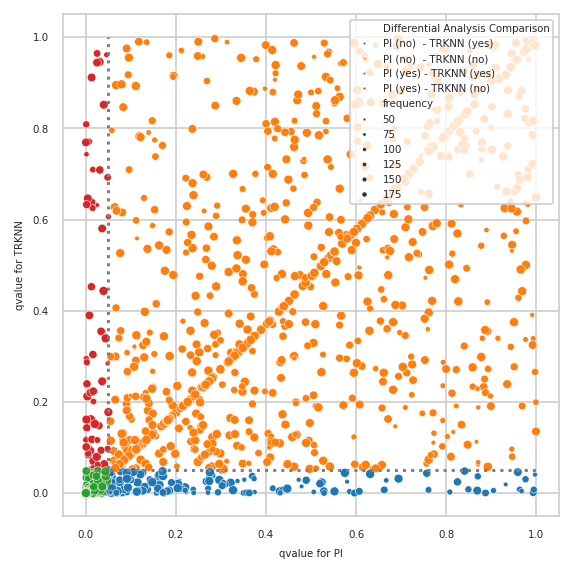 Differential Analysis Comparison
PI (no) - TRKNN (yes)
PI (no) - TRKNN (no)
PI (yes) - TRKNN (yes)
PI (yes) - TRKNN (no)
frequency
50
75
100
125
150
175
qvalue for TRKNN
1.0
0.8
0.6
0.4
0.2
0.0
0.0 0.2 0.4 0.6 0.8 1.0
qvalue for PI